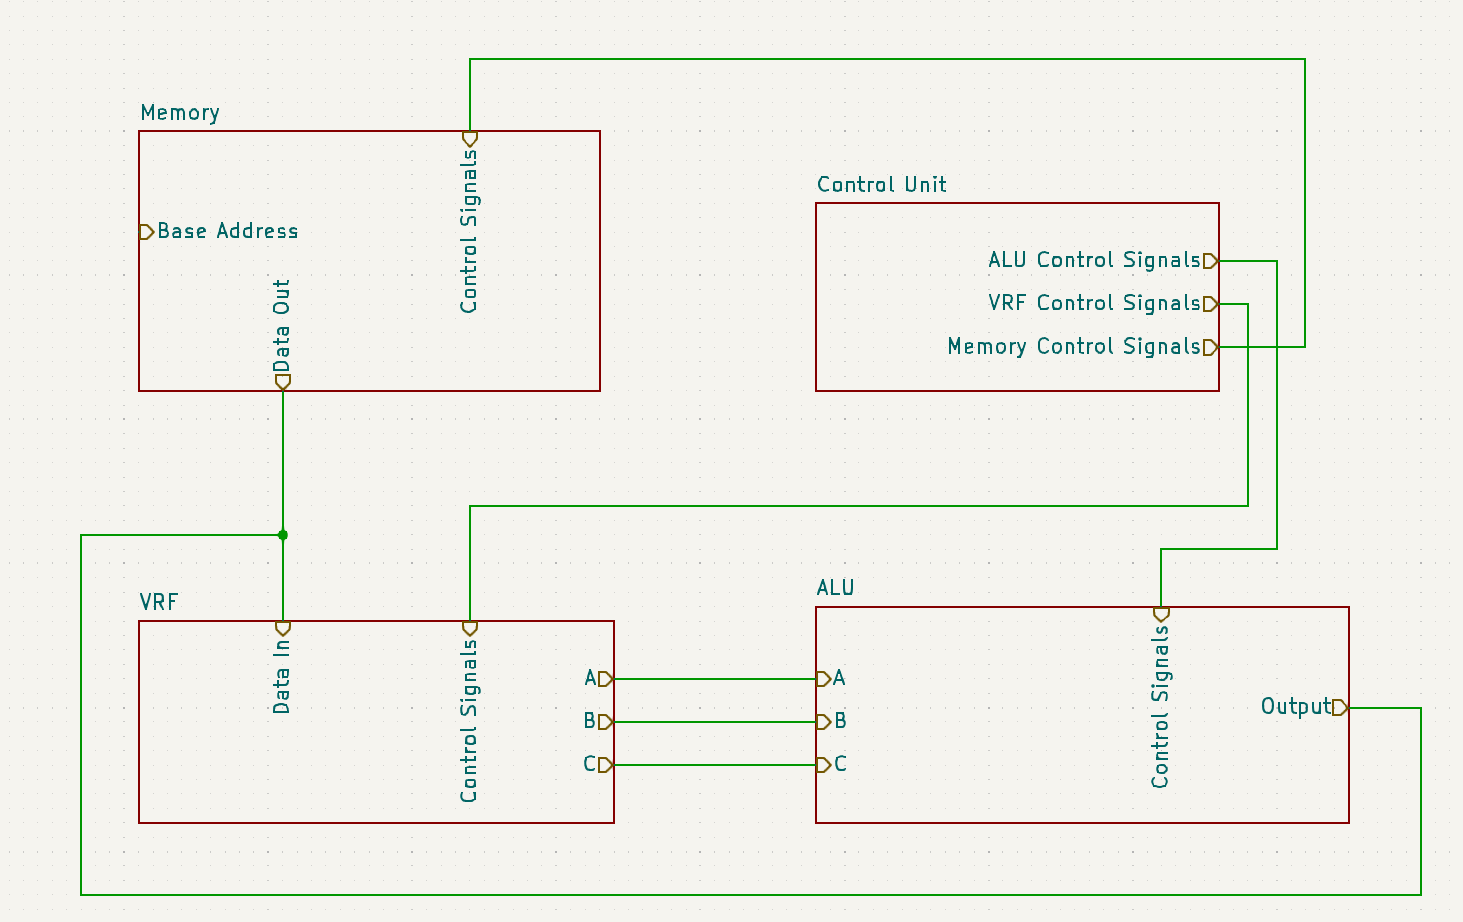 Memory
Control Signals
Base Address
Data Out
Control Unit
ALU Control Signals
VRF Control Signals
Memory Control Signals
VRF
Data In
Control Signals
A
B
C
ALU
A
B
C
Control Signals
Output